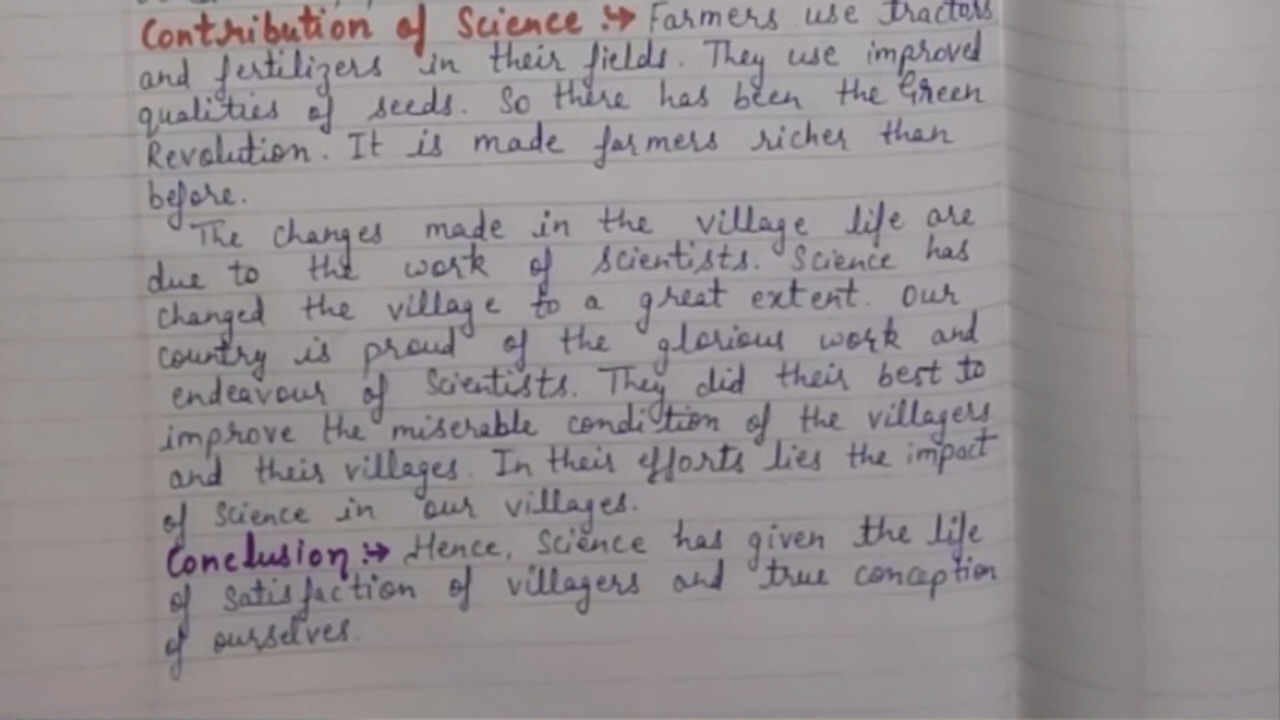 Contribution of Science :→ Farmers use tractors
and fertilizers in their fields. They use improved
qualities of seeds. So there has been the Green
Revolution. It is made farmers richer than
before.
The changes made in the village life are
due to the work of scientists. Science has
changed the village to a great extent. Our
country is proud of the glorious work and
endeavour of Scientists. They did their best to
improve the miserable condition of the villagers
and their villages. In their efforts lies the impact
of science in our villages.
Conclusion :→ Hence, Science has given the life
of satisfaction of villagers and true conception
of ourselves.